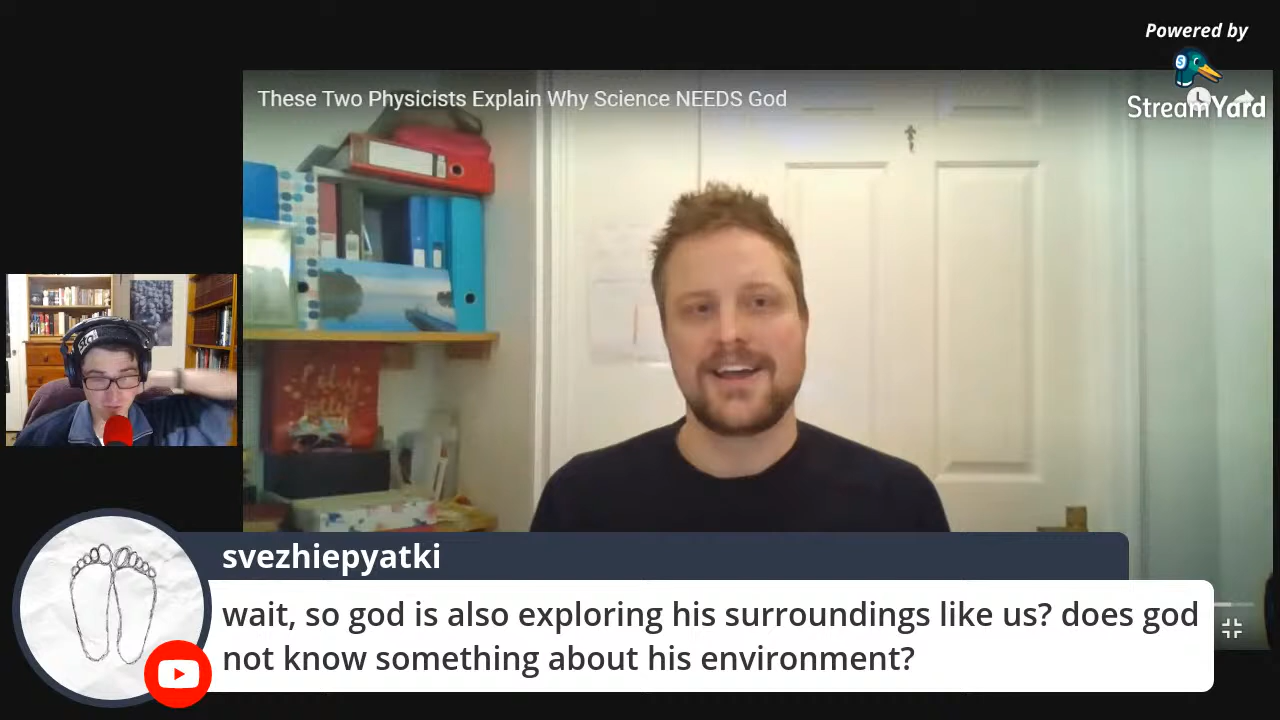 Powered by
StreamYard
These Two Physicists Explain Why Science NEEDS God
svezhiepyatki
wait, so god is also exploring his surroundings like us? does god
not know something about his environment?